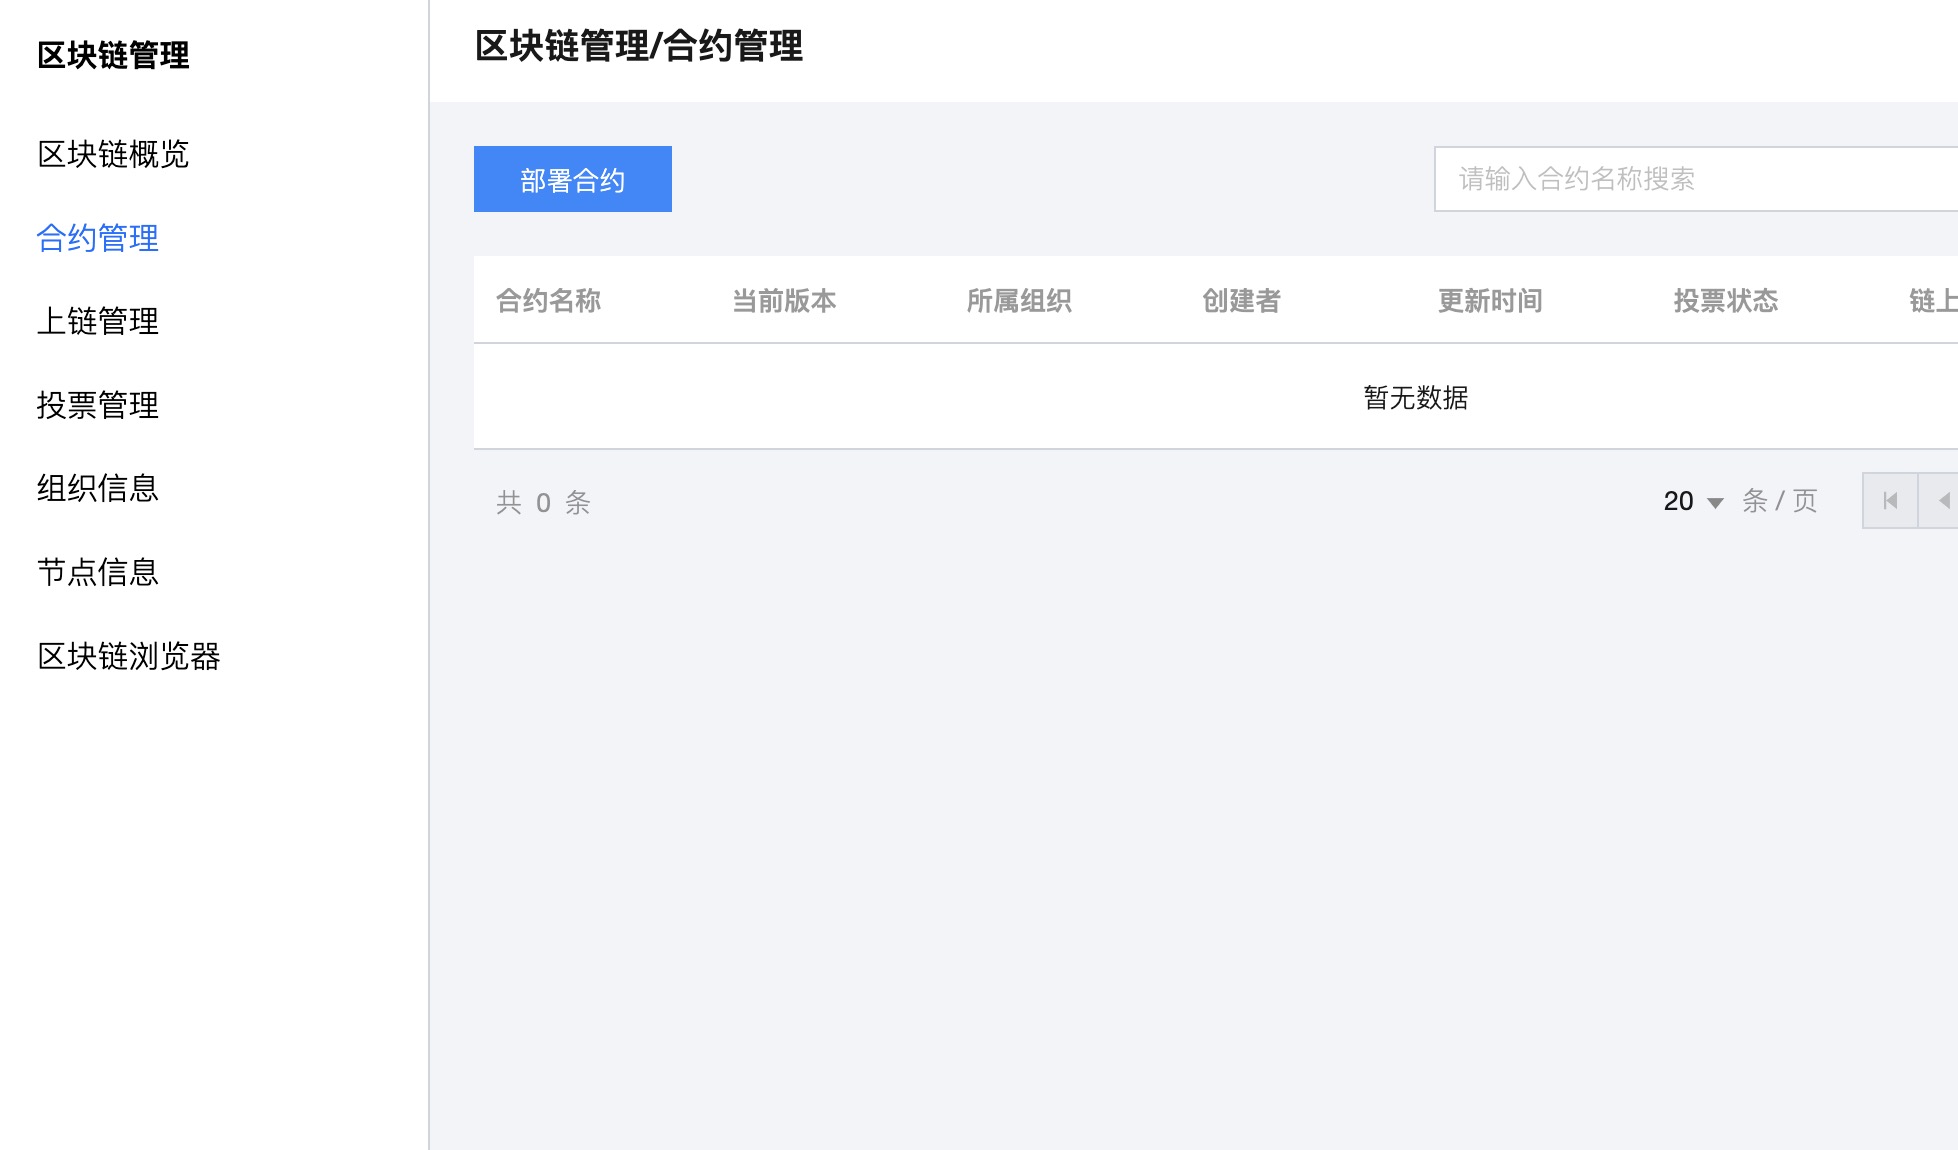 区块链管理
区块链概览
合约管理
上链管理
投票管理
组织信息
节点信息
区块链浏览器
区块链管理/合约管理
部署合约
请输入合约名称搜索
合约名称 当前版本 所属组织 创建者 更新时间 投票状态 链上
暂无数据
共 0 条
20 条 / 页